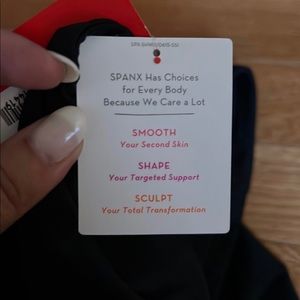 SPANX Has Choices
for Every Body
Because We Care a Lot
SMOOTH
Your Second Skin
SHAPE
Your Targeted Support
SCULPT
Your Total Transformation